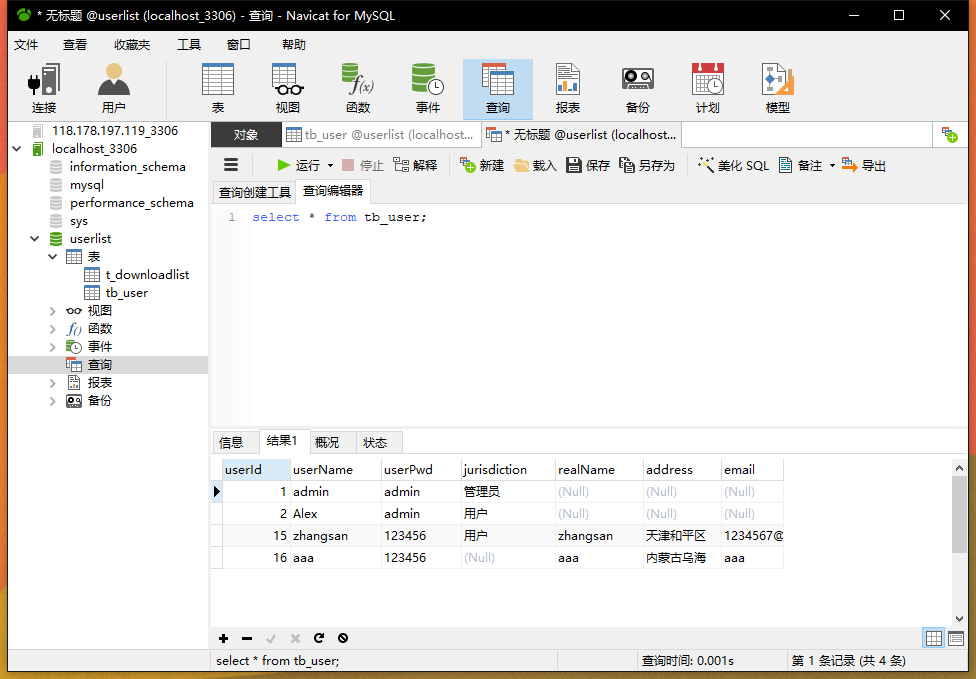 * 无标题 @userlist (localhost_3306) - 查询 - Navicat for MySQL
文件 查看 收藏夹 工具 窗口 帮助
连接 用户 表 视图 函数 事件 查询 报表 备份 计划 模型
118.178.197.119_3306
localhost_3306
information_schema
mysql
performance_schema
sys
userlist
表
t_downloadlist
tb_user
视图
函数
事件
查询
报表
备份
对象 tb_user @userlist (localhost... * 无标题 @userlist (localhost...
运行 停止 解释 新建 载入 保存 另存为 美化 SQL 备注 导出
查询创建工具 查询编辑器
1 select * from tb_user;
信息 结果1 概况 状态
userId userName userPwd jurisdiction realName address email
1 admin admin 管理员 (Null) (Null) (Null)
2 Alex admin 用户 (Null) (Null) (Null)
15 zhangsan 123456 用户 zhangsan 天津和平区 1234567@
16 aaa 123456 (Null) aaa 内蒙古乌海 aaa
select * from tb_user; 查询时间: 0.001s 第 1 条记录 (共 4 条)